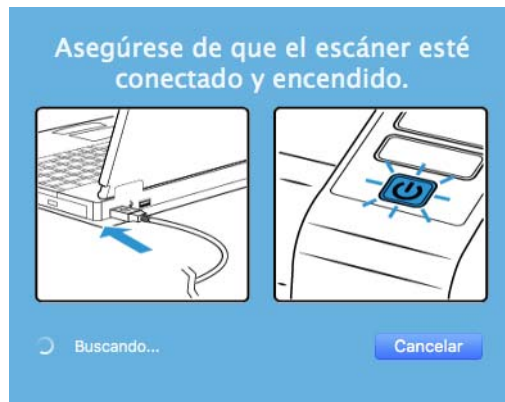 Asegúrese de que el escáner esté
conectado y encendido.
Buscando...
Cancelar